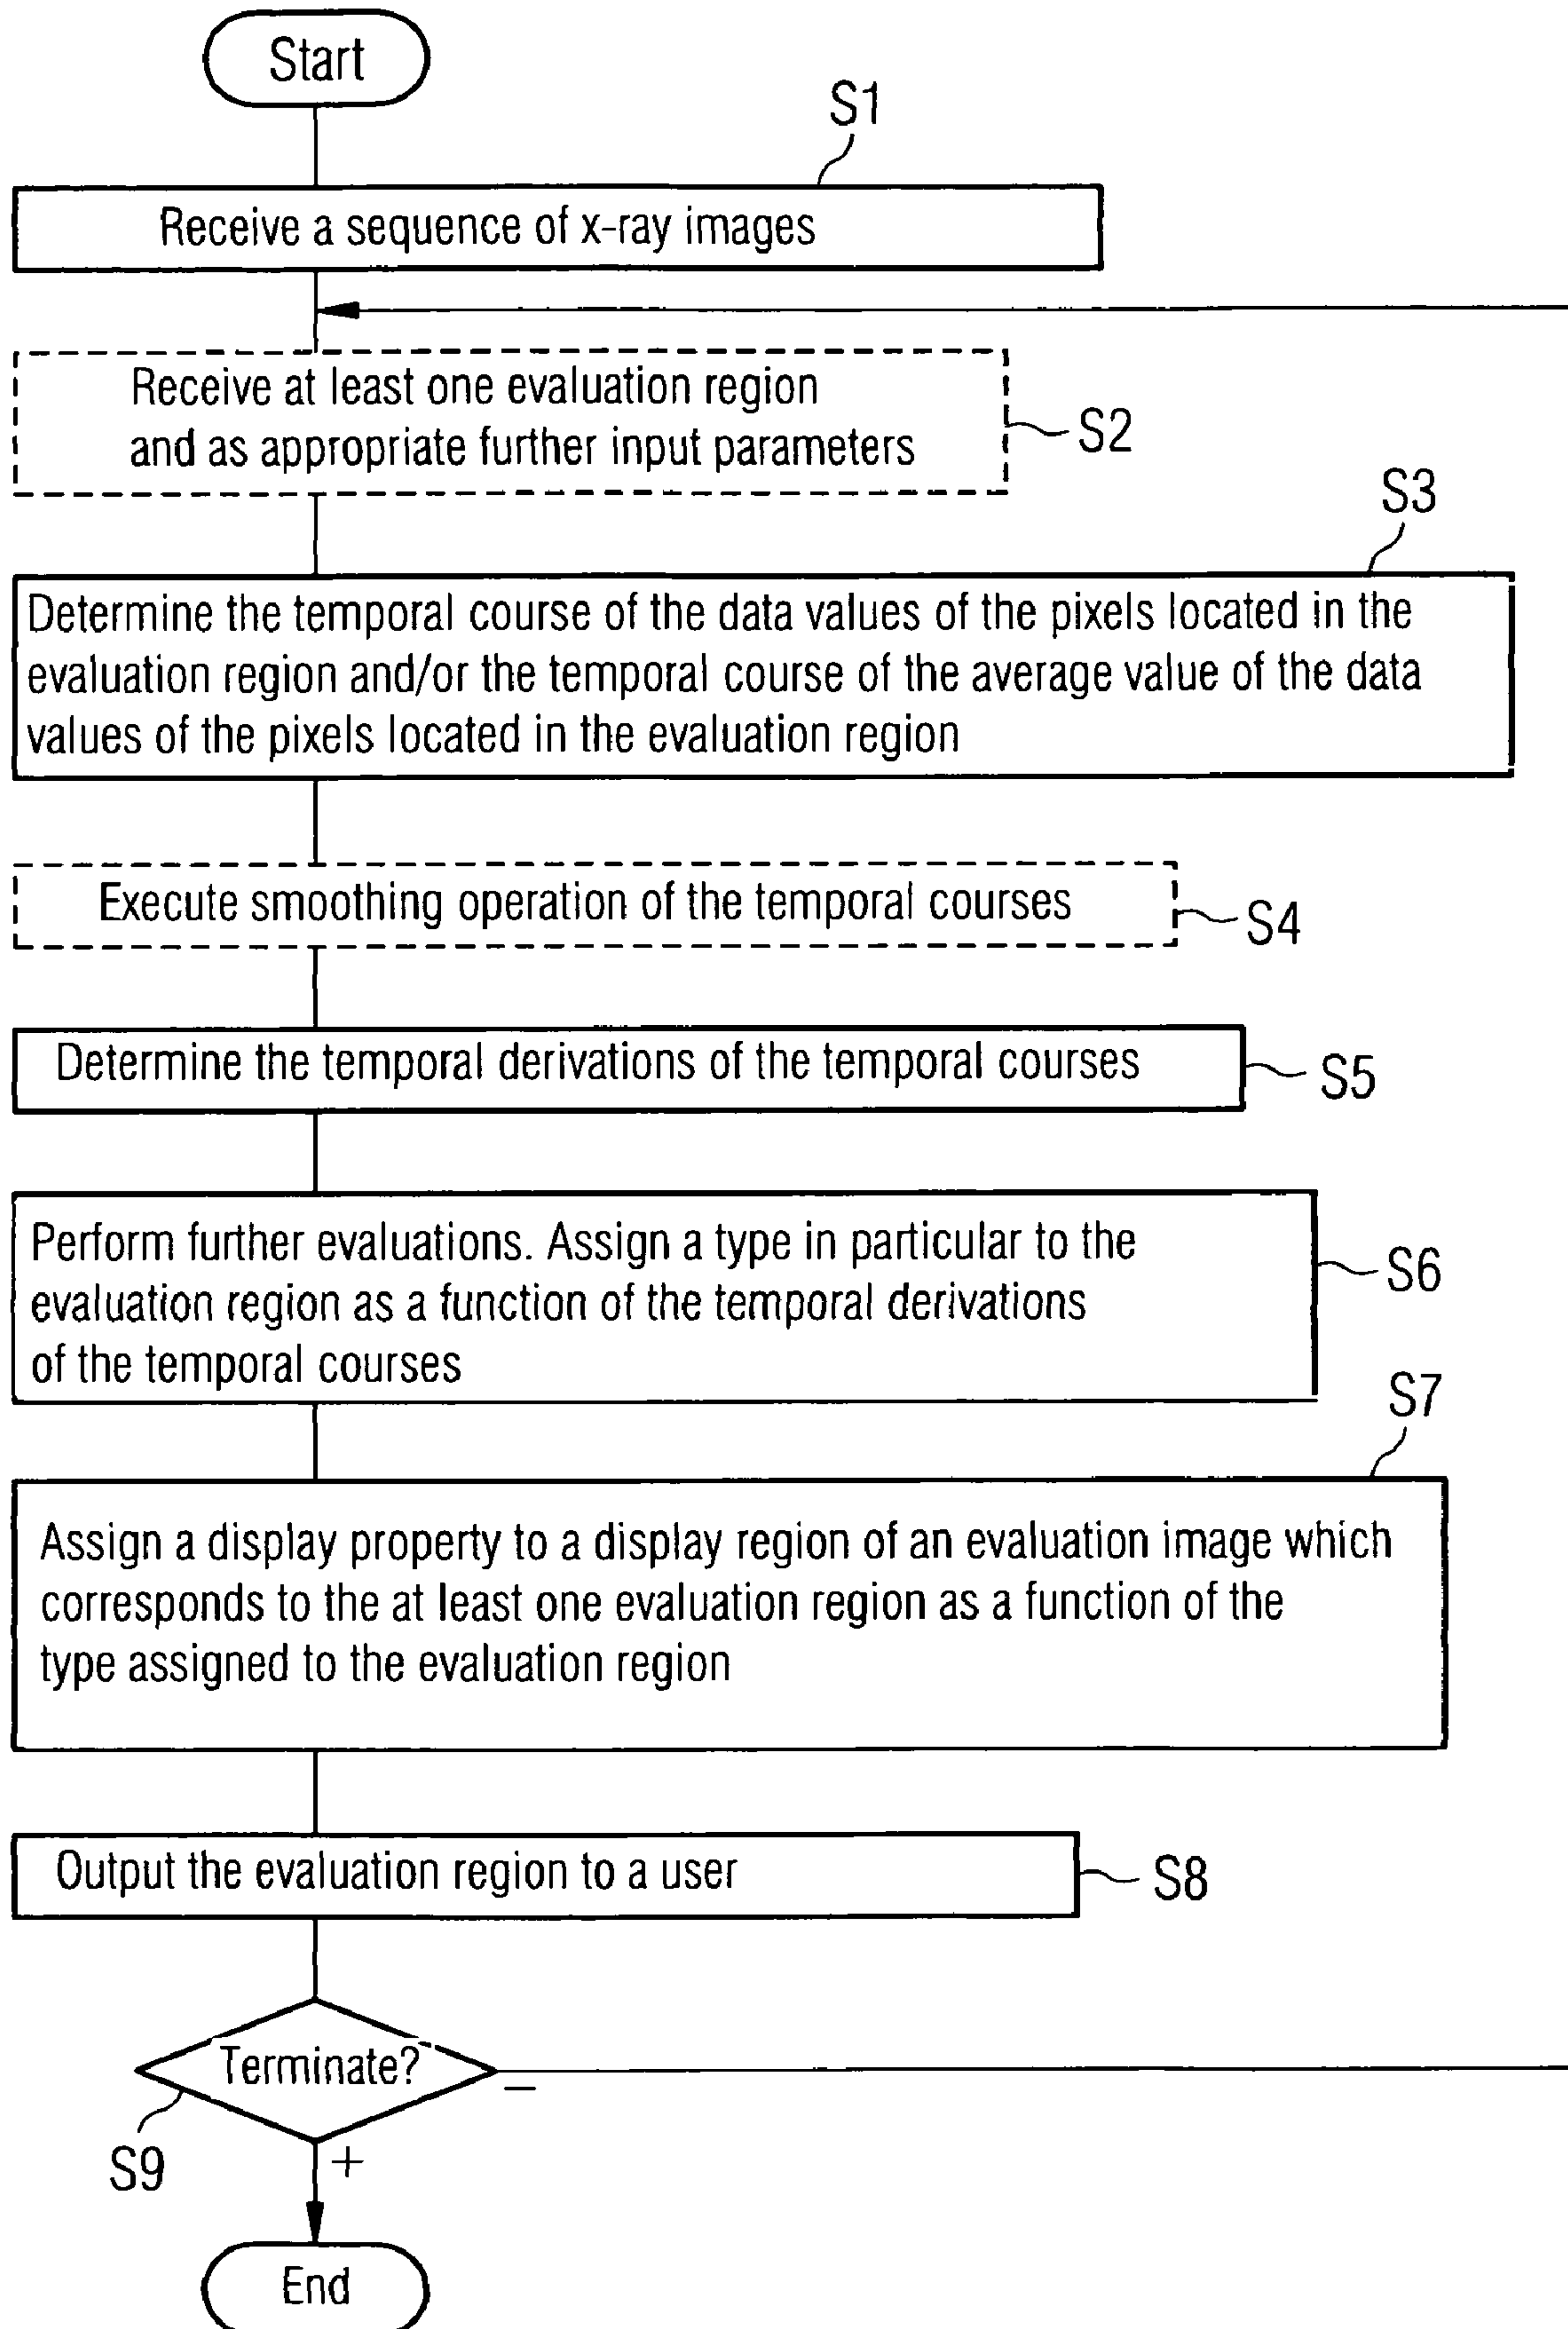 Start
S1
Receive a sequence of x-ray images
Receive at least one evaluation region
and as appropriate further input parameters
S2
S3
Determine the temporal course of the data values of the pixels located in the
evaluation region and/or the temporal course of the average value of the data
values of the pixels located in the evaluation region
Execute smoothing operation of the temporal courses
S4
Determine the temporal derivations of the temporal courses
S5
Perform further evaluations. Assign a type in particular to the
evaluation region as a function of the temporal derivations
of the temporal courses
S6
S7
Assign a display property to a display region of an evaluation image which
corresponds to the at least one evaluation region as a function of the
type assigned to the evaluation region
Output the evaluation region to a user
S8
Terminate?
–
S9
+
End